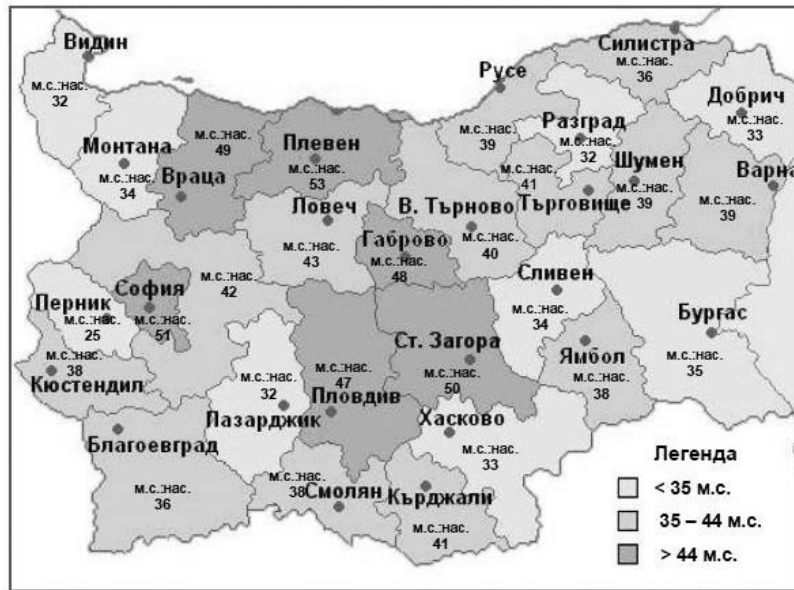 Видин
м.с.:нас.
32
Монтана
м.с.:нас.
34
м.с.:нас.
49
Враца
Плевен
м.с.:нас.
53
Ловеч
м.с.:нас.
43
В. Търново
м.с.:нас.
40
Габрово
м.с.:нас.
48
Русе
м.с.:нас.
39
Силистра
м.с.:нас.
36
Разград
м.с.:нас.
32
Добрич
м.с.:нас.
33
м.с.:нас.
41
Търговище
Шумен
м.с.:нас.
39
Варна
м.с.:нас.
39
София
м.с.:нас.
51
м.с.:нас.
42
Перник
м.с.:нас.
25
м.с.:нас.
38
Кюстендил
Благоевград
м.с.:нас.
36
м.с.:нас.
32
Пазарджик
м.с.:нас.
47
Пловдив
Ст. Загора
м.с.:нас.
50
Сливен
м.с.:нас.
34
Ямбол
м.с.:нас.
38
Бургас
м.с.:нас.
35
Хасково
м.с.:нас.
33
м.с.:нас.
38
Смолян
Кърджали
м.с.:нас.
41
Легенда
< 35 м.с.
35 – 44 м.с.
> 44 м.с.